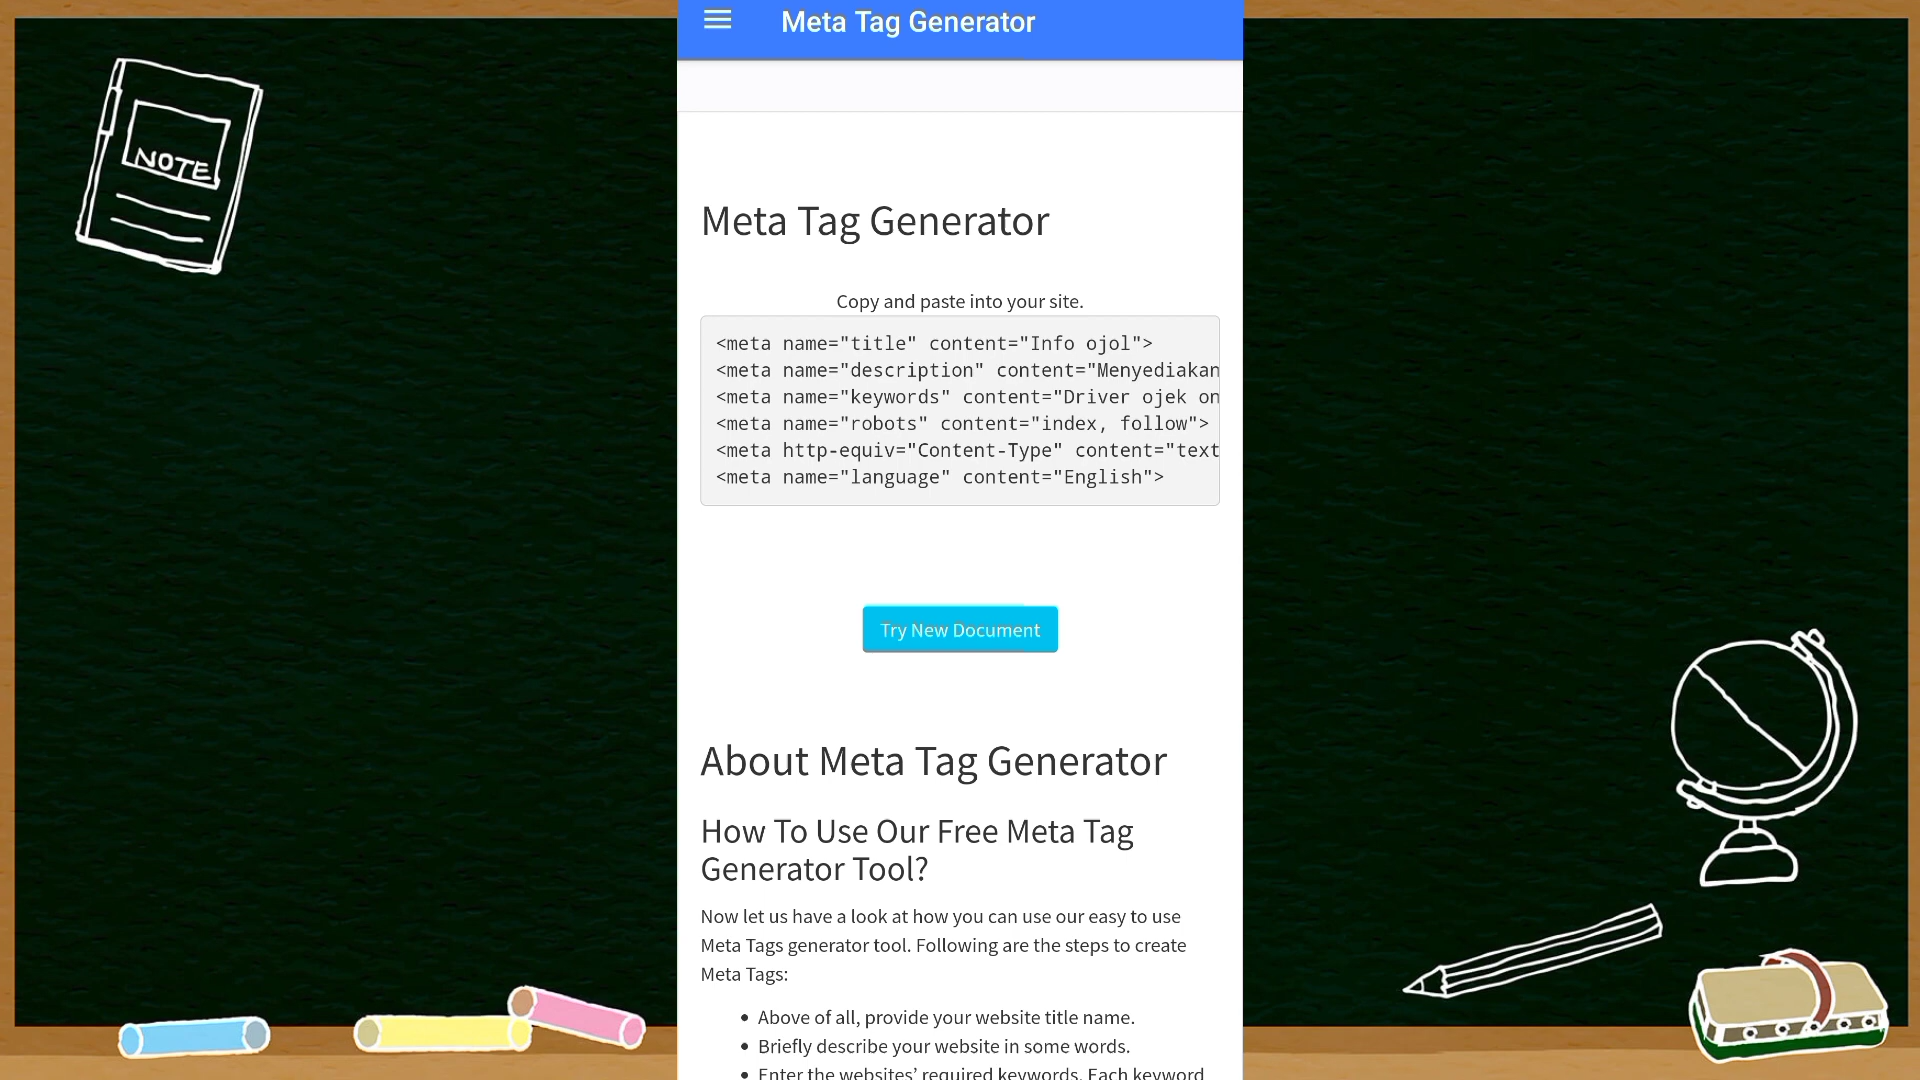 Meta Tag Generator
NOTE
Meta Tag Generator
Copy and paste into your site.
<meta name="title" content="Info ojol">
<meta name="description" content="Menyediakan
<meta name="keywords" content="Driver ojek on
<meta name="robots" content="index, follow">
<meta http-equiv="Content-Type" content="text
<meta name="language" content="English">
Try New Document
About Meta Tag Generator
How To Use Our Free Meta Tag
Generator Tool?
Now let us have a look at how you can use our easy to use
Meta Tags generator tool. Following are the steps to create
Meta Tags:
• Above of all, provide your website title name.
• Briefly describe your website in some words.
• Enter the websites’ required keywords. Each keyword